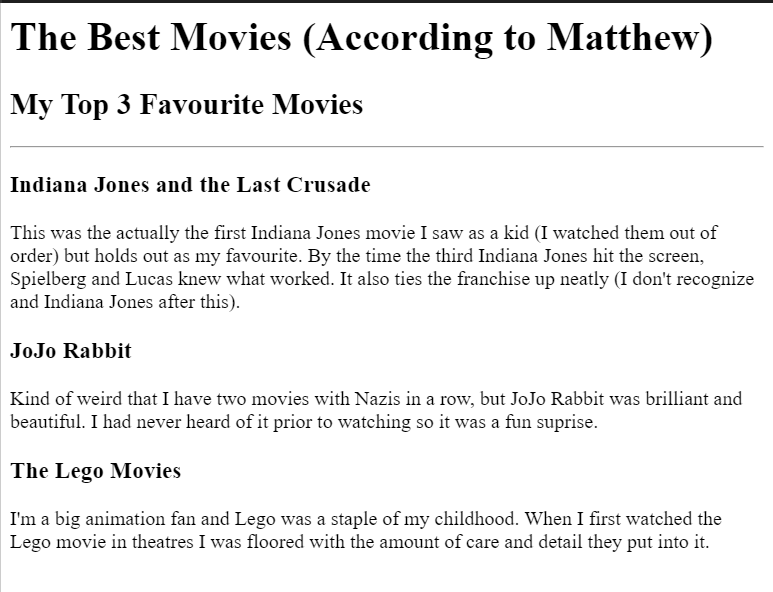 The Best Movies (According to Matthew)
My Top 3 Favourite Movies
Indiana Jones and the Last Crusade
This was the actually the first Indiana Jones movie I saw as a kid (I watched them out of
order) but holds out as my favourite. By the time the third Indiana Jones hit the screen,
Spielberg and Lucas knew what worked. It also ties the franchise up neatly (I don't recognize
and Indiana Jones after this).
JoJo Rabbit
Kind of weird that I have two movies with Nazis in a row, but JoJo Rabbit was brilliant and
beautiful. I had never heard of it prior to watching so it was a fun suprise.
The Lego Movies
I'm a big animation fan and Lego was a staple of my childhood. When I first watched the
Lego movie in theatres I was floored with the amount of care and detail they put into it.